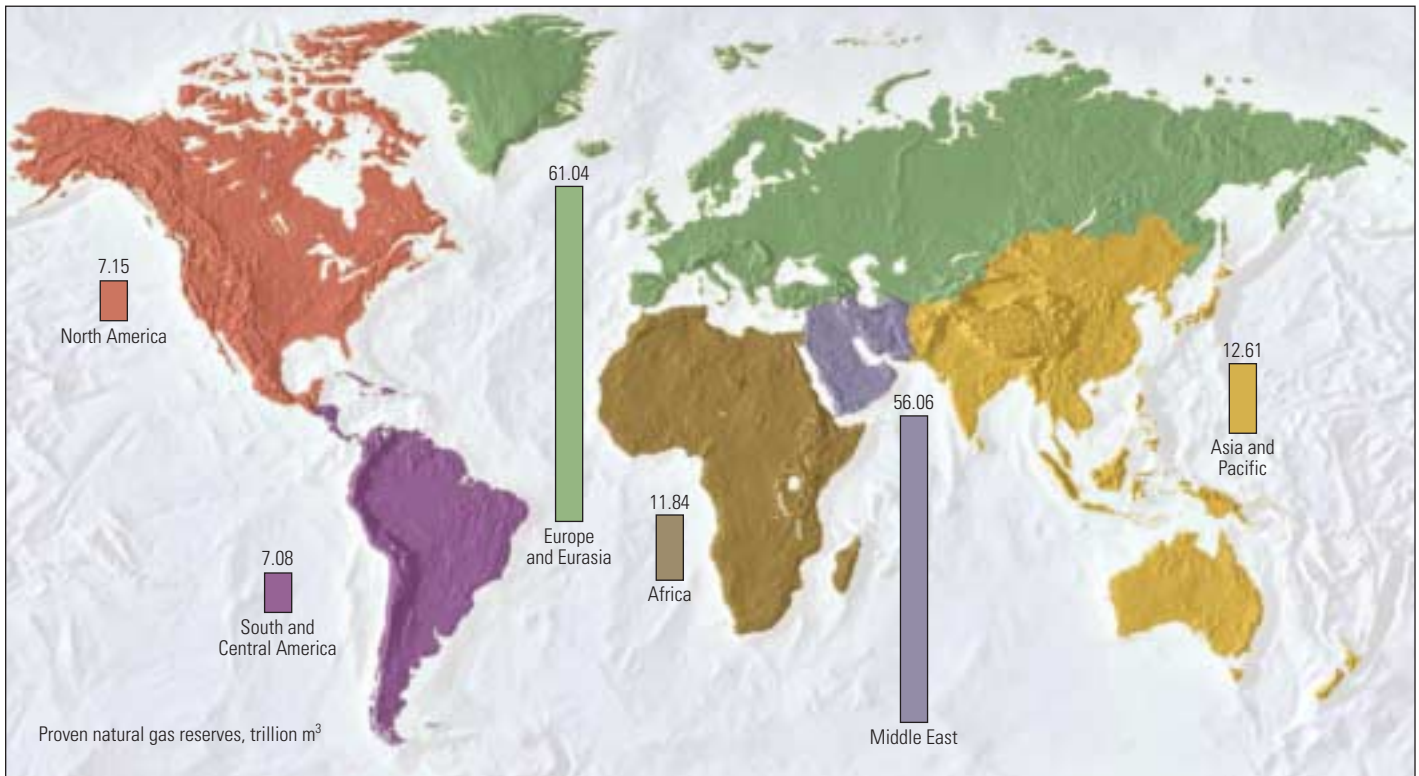 61.04
7.15
North America
12.61
Asia and
Pacific
56.06
11.84
Europe
and Eurasia
7.08
Africa
South and
Central America
Proven natural gas reserves, trillion m³
Middle East